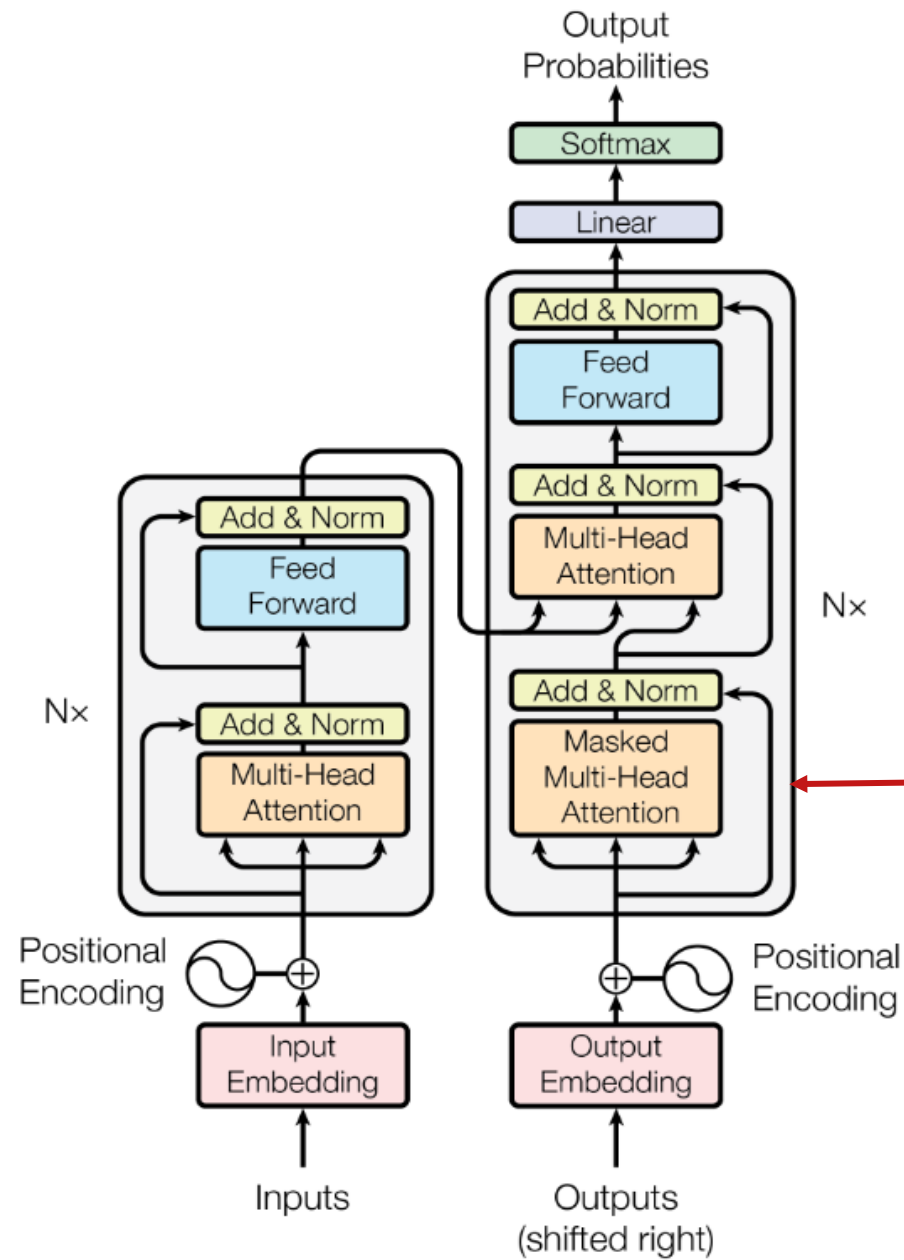 Output
Probabilities
Softmax
Linear
Add & Norm
Feed
Forward
Add & Norm
Multi-Head
Attention
Nx
Add & Norm
Masked
Multi-Head
Attention
Add & Norm
Feed
Forward
Nx
Add & Norm
Multi-Head
Attention
Positional
Encoding
Positional
Encoding
Input
Embedding
Output
Embedding
Inputs
Outputs
(shifted right)